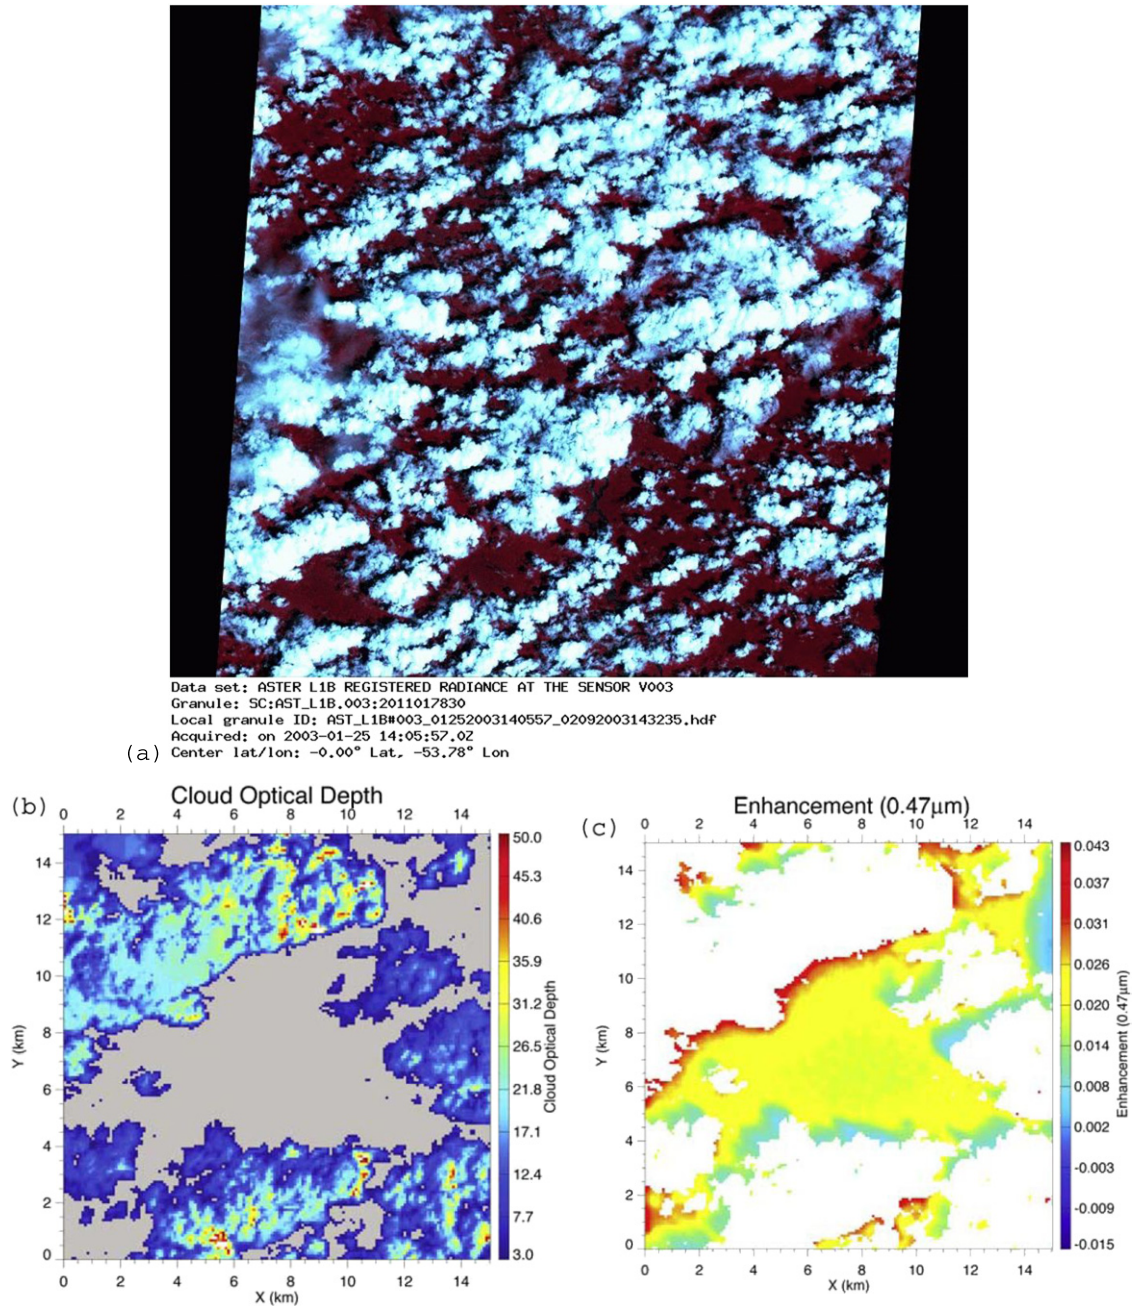 Data set: ASTER L1B REGISTERED RADIANCE AT THE SENSOR V003
Granule: SC:AST_L1B.003:2011017830
Local granule ID: AST_L1B#003_01252003140557_02092003143235.hdf
Acquired: on 2003-01-25 14:05:57.0Z
(a) Center lat/lon: -0.00° Lat, -53.78° Lon
(b) Cloud Optical Depth
0 2 4 6 8 10 12 14
14
12
10
8
6
4
2
0
Y (km)
0 2 4 6 8 10 12 14
X (km)
50.0
45.3
40.6
35.9
31.2
26.5
21.8
17.1
12.4
7.7
3.0
Cloud Optical Depth
(c) Enhancement (0.47μm)
0 2 4 6 8 10 12 14
14
12
10
8
6
4
2
0
Y (km)
0 2 4 6 8 10 12 14
X (km)
0.043
0.037
0.031
0.026
0.020
0.014
0.008
0.002
-0.003
-0.009
-0.015
Enhancement (0.47μm)